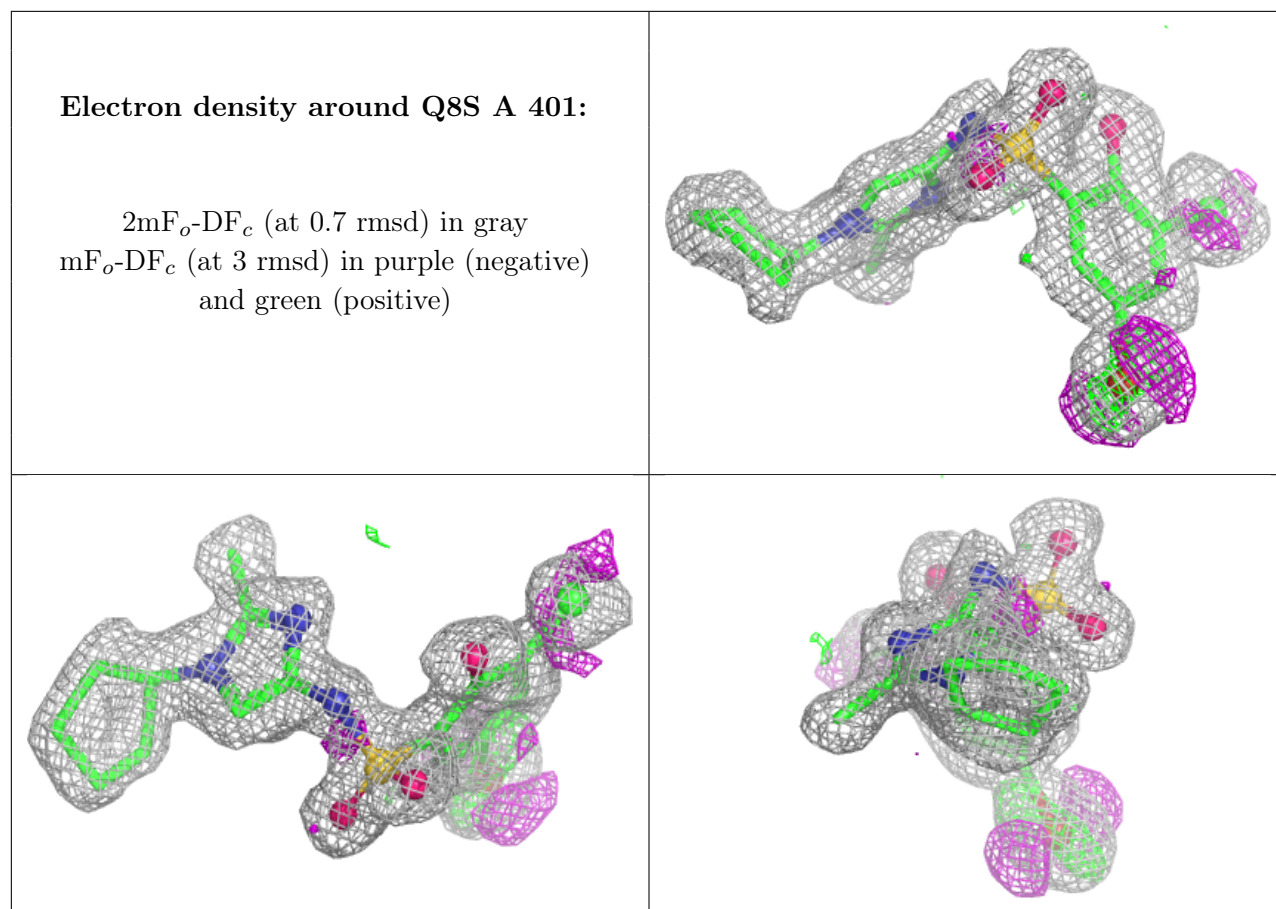 Electron density around Q8S A 401:
2mFo-DFc (at 0.7 rmsd) in gray
mFo-DFc (at 3 rmsd) in purple (negative)
and green (positive)